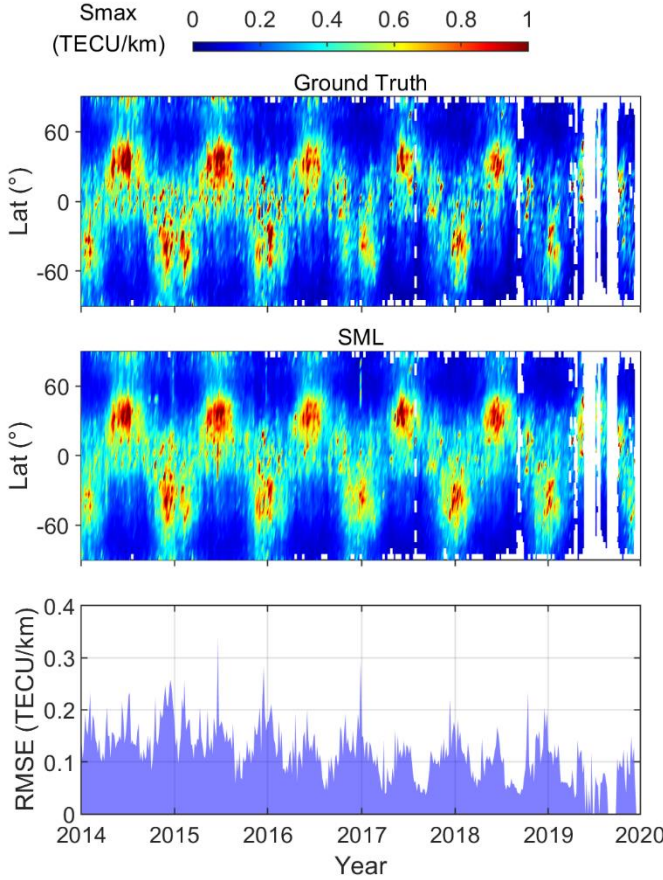 Smax 0 0.2 0.4 0.6 0.8 1
(TECU/km)
Ground Truth
60
0
-60
Lat (°)
SML
60
0
-60
Lat (°)
0.4
0.3
0.2
0.1
0
RMSE (TECU/km)
2014 2015 2016 2017 2018 2019 2020
Year